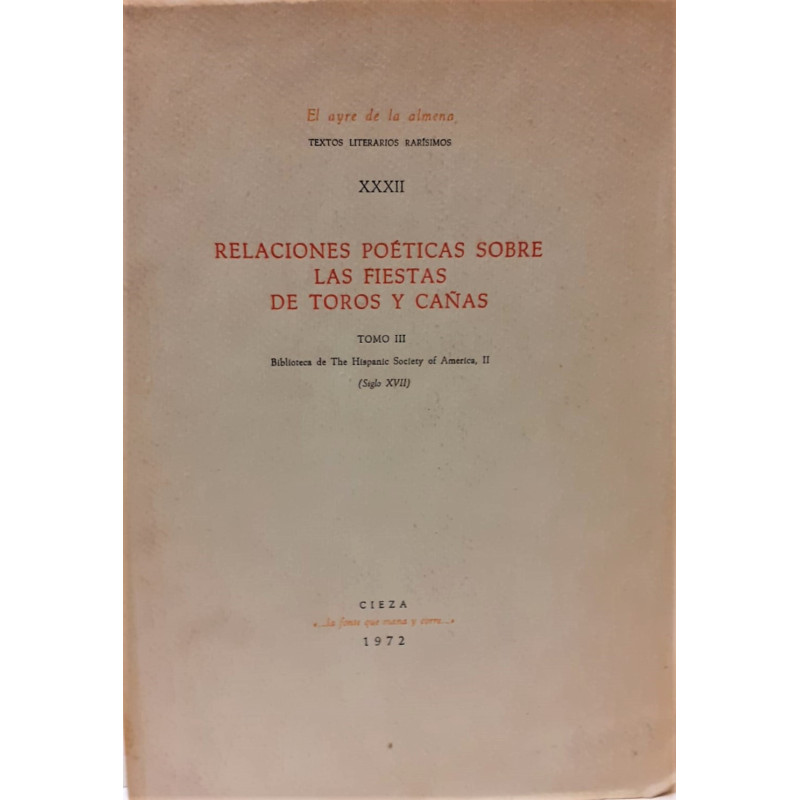 El ayre de la almena,
TEXTOS LITERARIOS RARÍSIMOS
XXXII
RELACIONES POÉTICAS SOBRE
LAS FIESTAS
DE TOROS Y CAÑAS
TOMO III
Biblioteca de The Hispanic Society of America, II
(Siglo XVII)
CIEZA
«...la fonte que mana y corre...»
1972